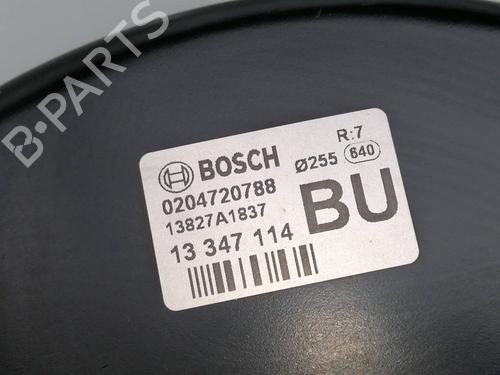 B-PARTS
BOSCH
R:7
Ø255 640
0204720788
13827A1837
13 347 114
BU